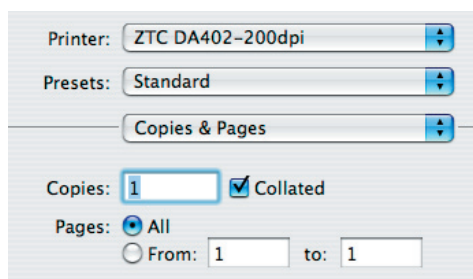 Printer: ZTC DA402-200dpi
Presets: Standard
Copies & Pages
Copies: 1 Collated
Pages: All
From: 1 to: 1